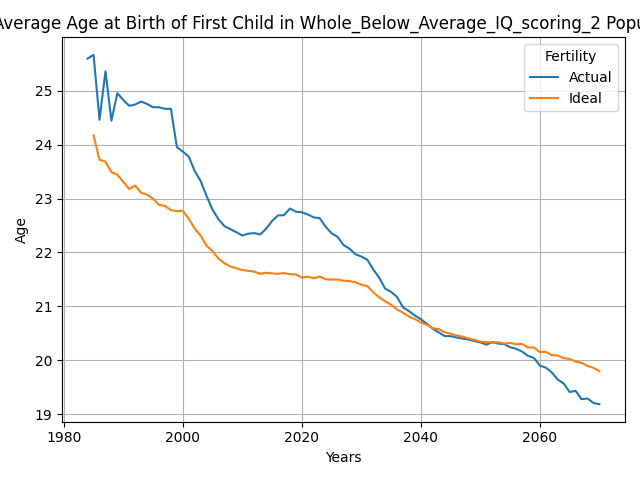 Average Age at Birth of First Child in Whole_Below_Average_IQ_scoring_2
Fertility
Actual
Ideal
Age
25
24
23
22
21
20
19
1980
2000
2020
2040
2060
Years